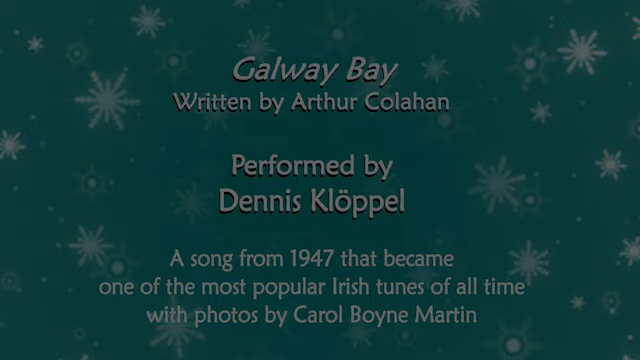 Galway Bay
Written by Arthur Colahan
Performed by
Dennis Klöppel
A song from 1947 that became
one of the most popular Irish tunes of all time
with photos by Carol Boyne Martin